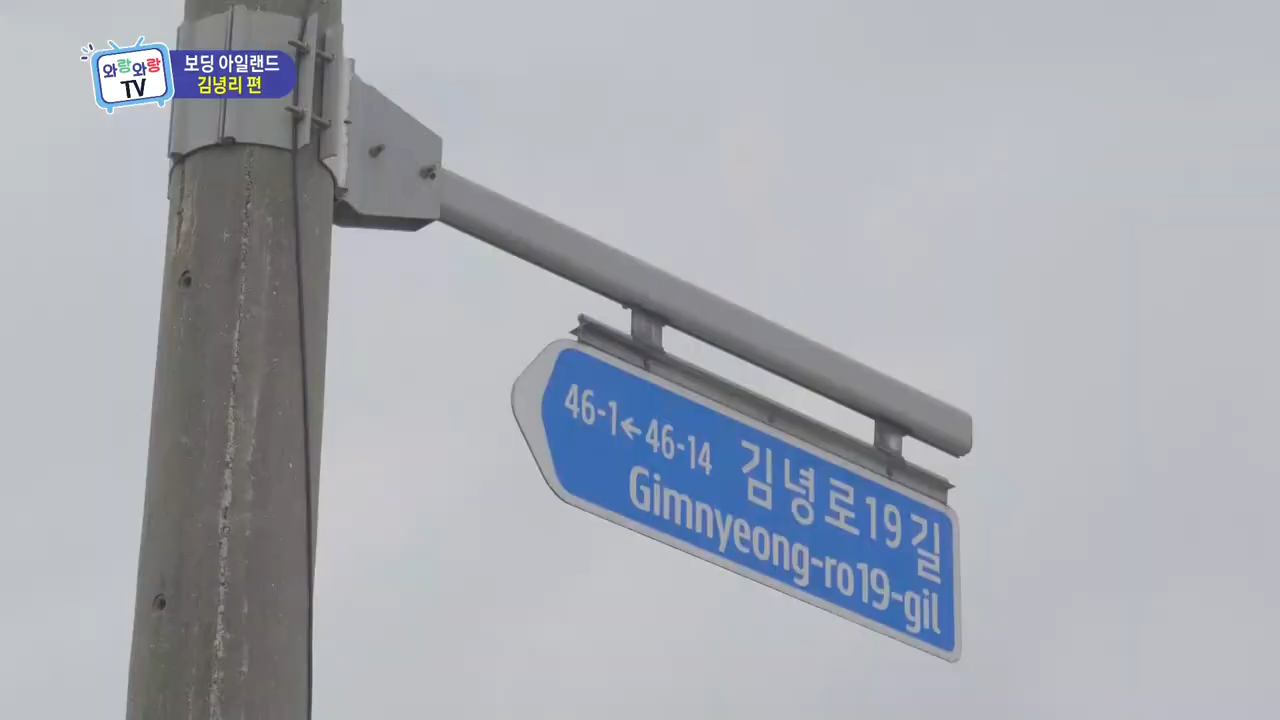 와랑와랑
TV
보딩 아일랜드
김녕리 편
46-1←46-14 김녕로19길
Gimnyeong-ro19-gil